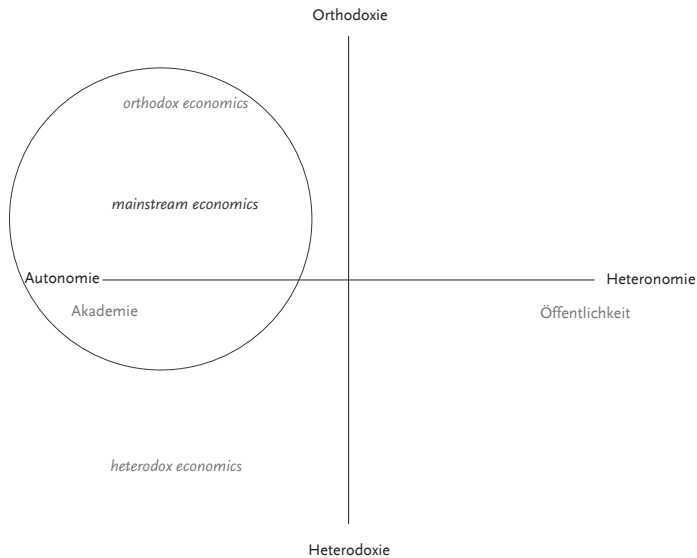 Orthodoxie
orthodox economics
mainstream economics
Autonomie
Heteronomie
Akademie
Öffentlichkeit
heterodox economics
Heterodoxie